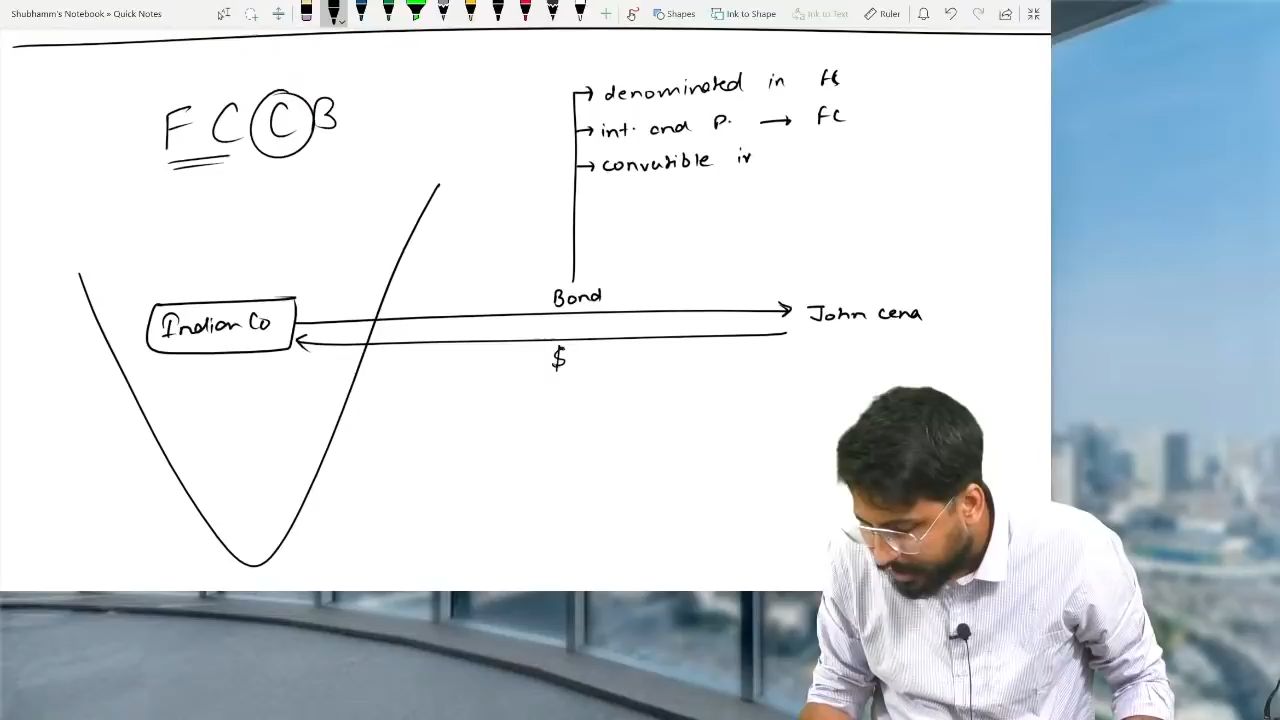 Shubhamm's Notebook » Quick Notes
Shapes
Ink to Shape
Ink to Text
Ruler
FCCB
denominated in
int. and P. → FC
convertible in
Bond
Indian Co
John cena
$